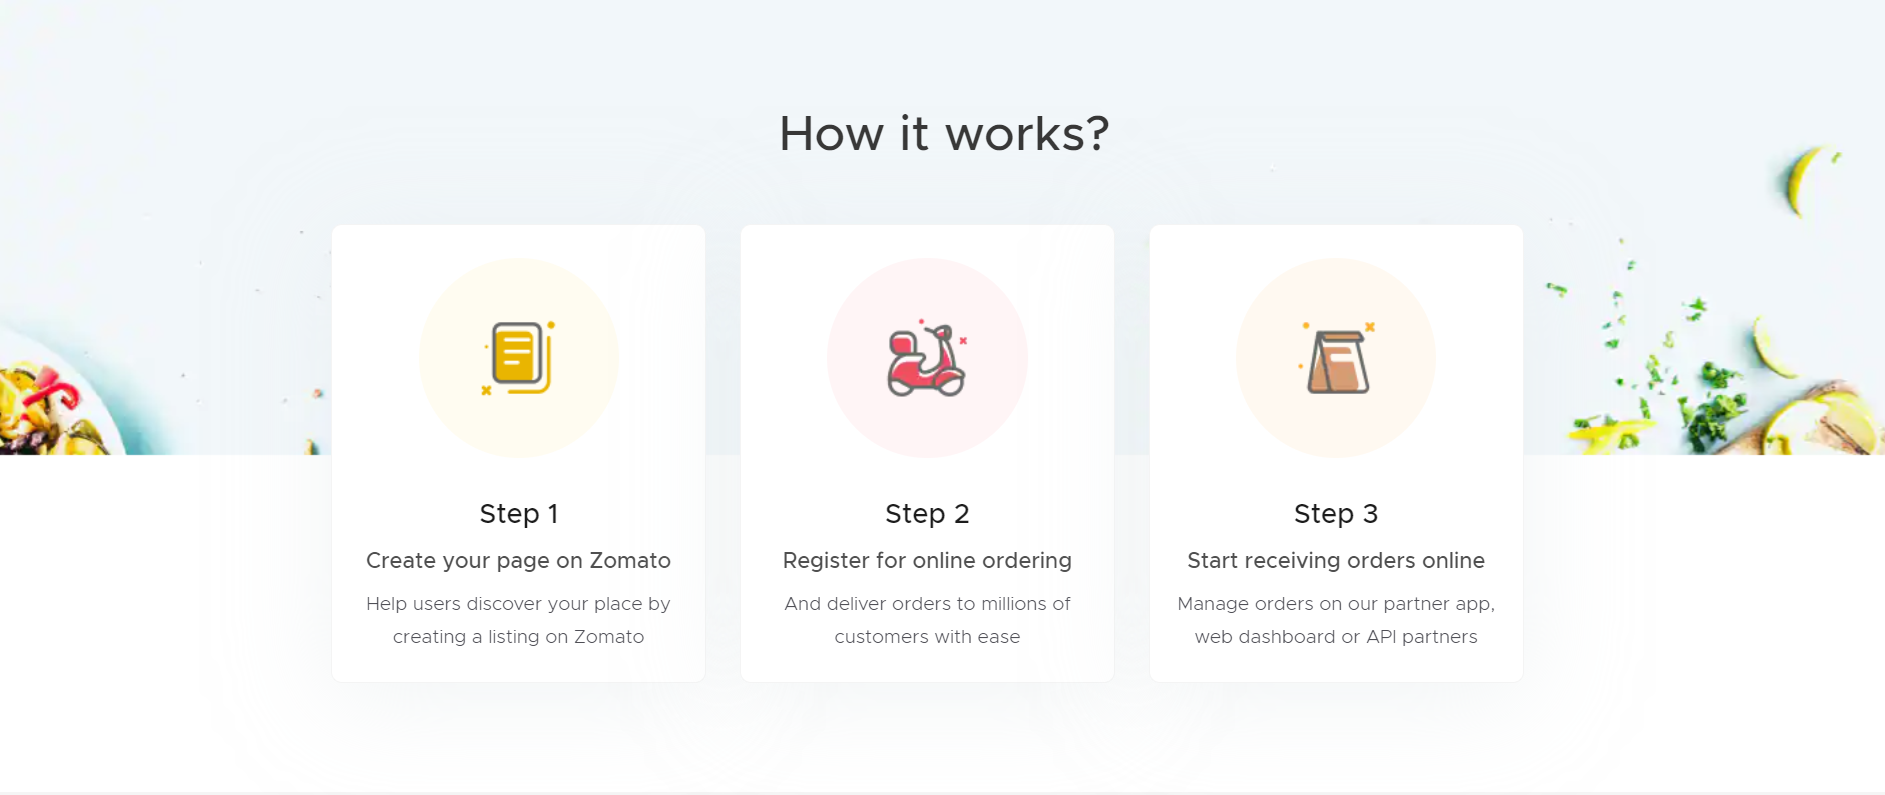 How it works?
Step 1
Create your page on Zomato
Help users discover your place by
creating a listing on Zomato
Step 2
Register for online ordering
And deliver orders to millions of
customers with ease
Step 3
Start receiving orders online
Manage orders on our partner app,
web dashboard or API partners